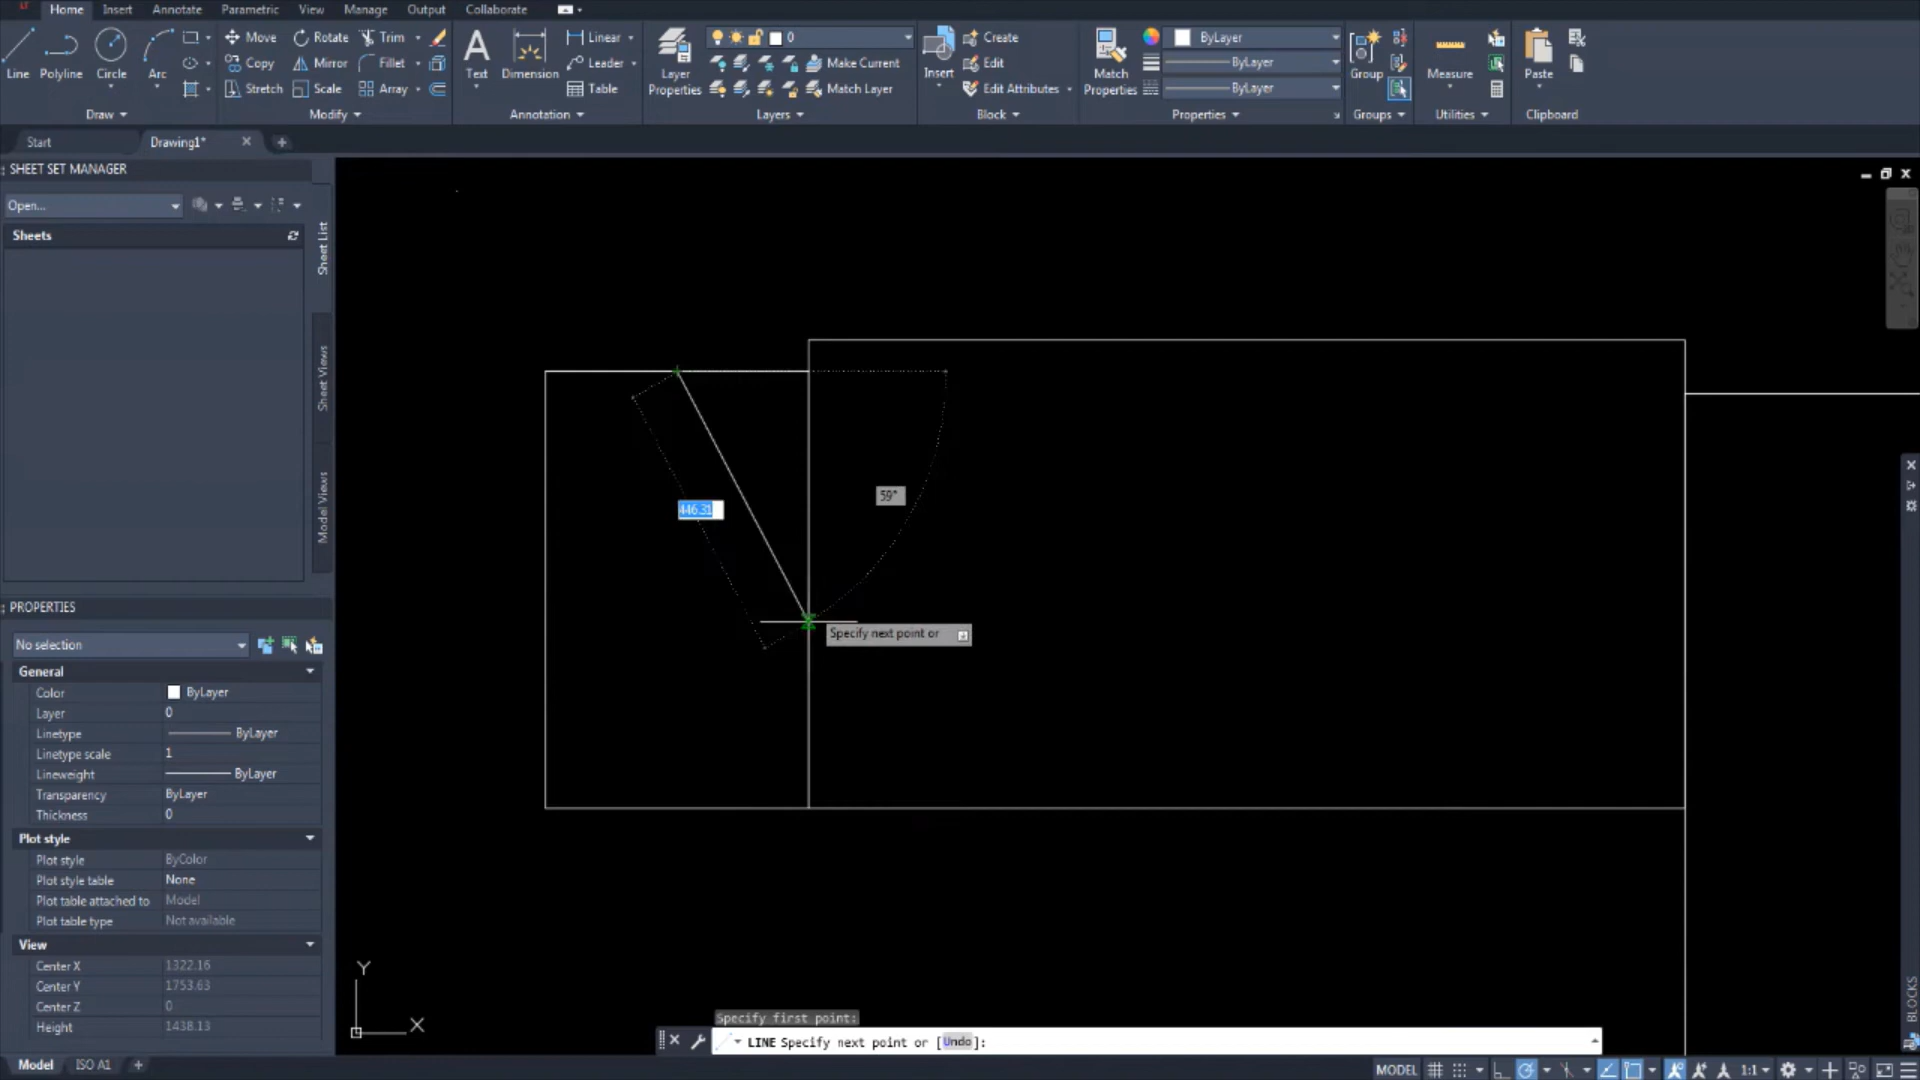 Home Insert Annotate Parametric View Manage Output Collaborate
Line Polyline Circle Arc
Move Rotate Trim
Copy Mirror Fillet
Stretch Scale Array
Text Dimension
Linear
Leader
Table
Layer Properties
0
Make Current
Match Layer
Insert
Create
Edit
Edit Attributes
Match Properties
ByLayer
ByLayer
ByLayer
Group
Measure
Paste
Draw Modify Annotation Layers Block Properties Groups Utilities Clipboard
Start Drawing1*
SHEET SET MANAGER
Open...
Sheets
Sheet List
Sheet Views
Model Views
59°
446.31
Specify next point or
PROPERTIES
No selection
General
Color ByLayer
Layer 0
Linetype ByLayer
Linetype scale 1
Lineweight ByLayer
Transparency ByLayer
Thickness 0
Plot style
Plot style ByColor
Plot style table None
Plot table attached to Model
Plot table type Not available
View
Center X 1322.16
Center Y 1753.63
Center Z 0
Height 1438.13
Y
X
BLOCKS
Specify first point:
LINE Specify next point or [Undo]:
Model ISO A1
MODEL 1:1